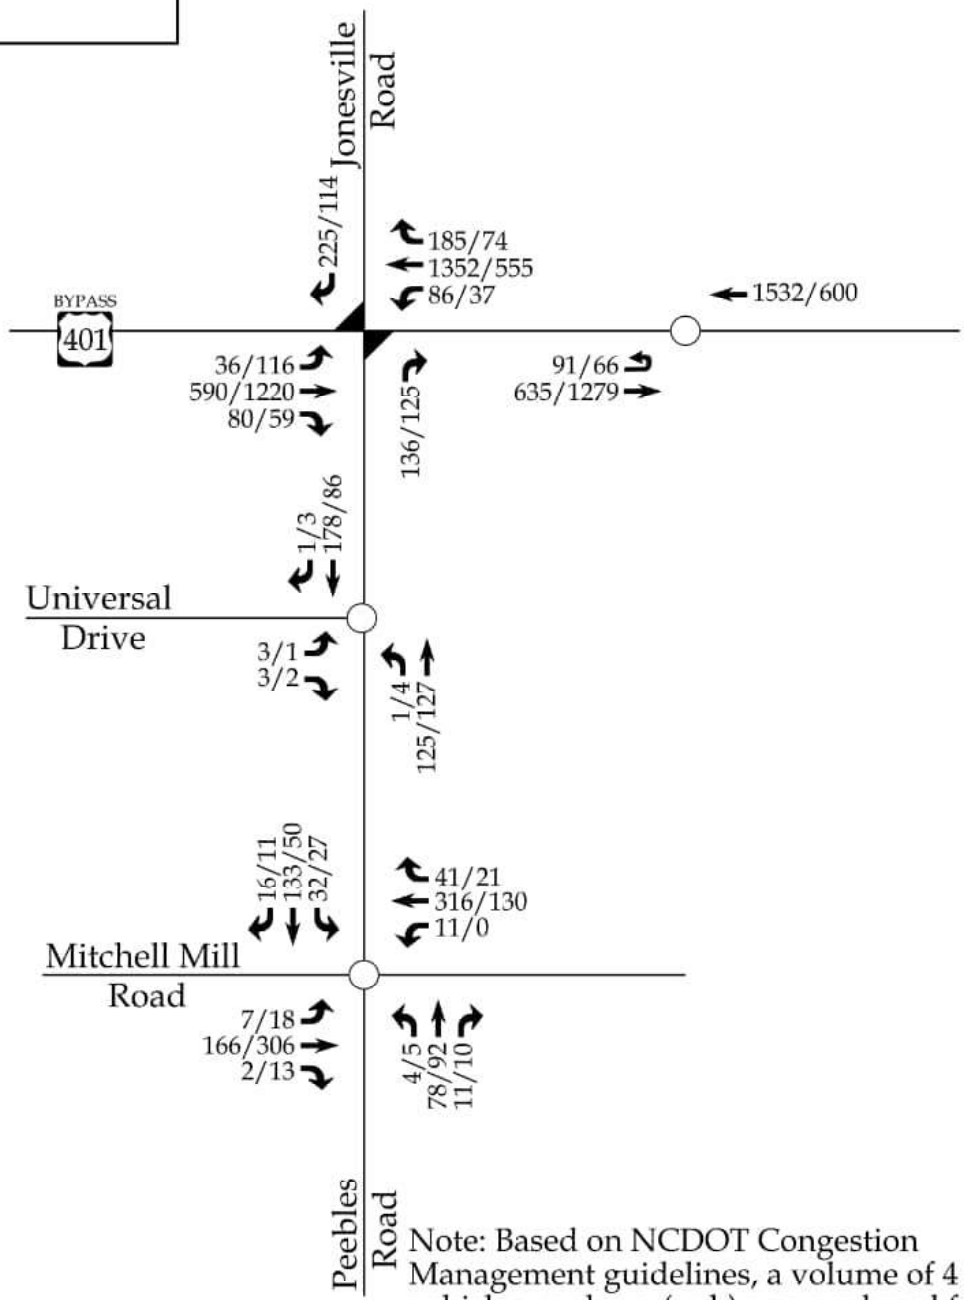 Jonesville
Road
225/114
185/74
1352/555
86/37
1532/600
BYPASS
401
36/116
590/1220
80/59
136/125
91/66
635/1279
1/3
178/86
Universal
Drive
3/1
3/2
1/4
125/127
16/11
133/50
32/27
41/21
316/130
11/0
Mitchell Mill
Road
7/18
166/306
2/13
4/5
78/92
11/10
Peebles
Road
Note: Based on NCDOT Congestion
Management guidelines, a volume of 4